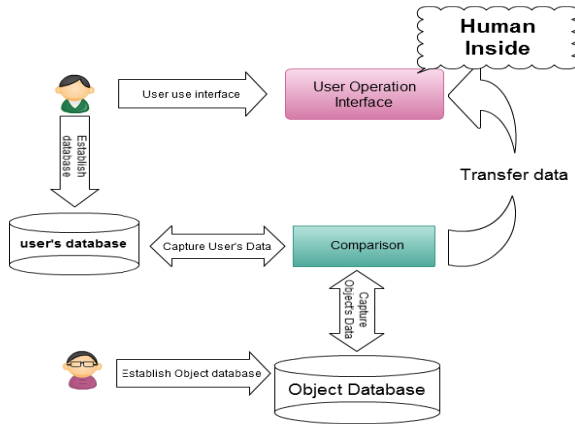 Human
Inside
User use interface
User Operation
Interface
Establish
database
Transfer data
user's database
Capture User's Data
Comparison
Capture
Object's Data
Establish Object database
Object Database